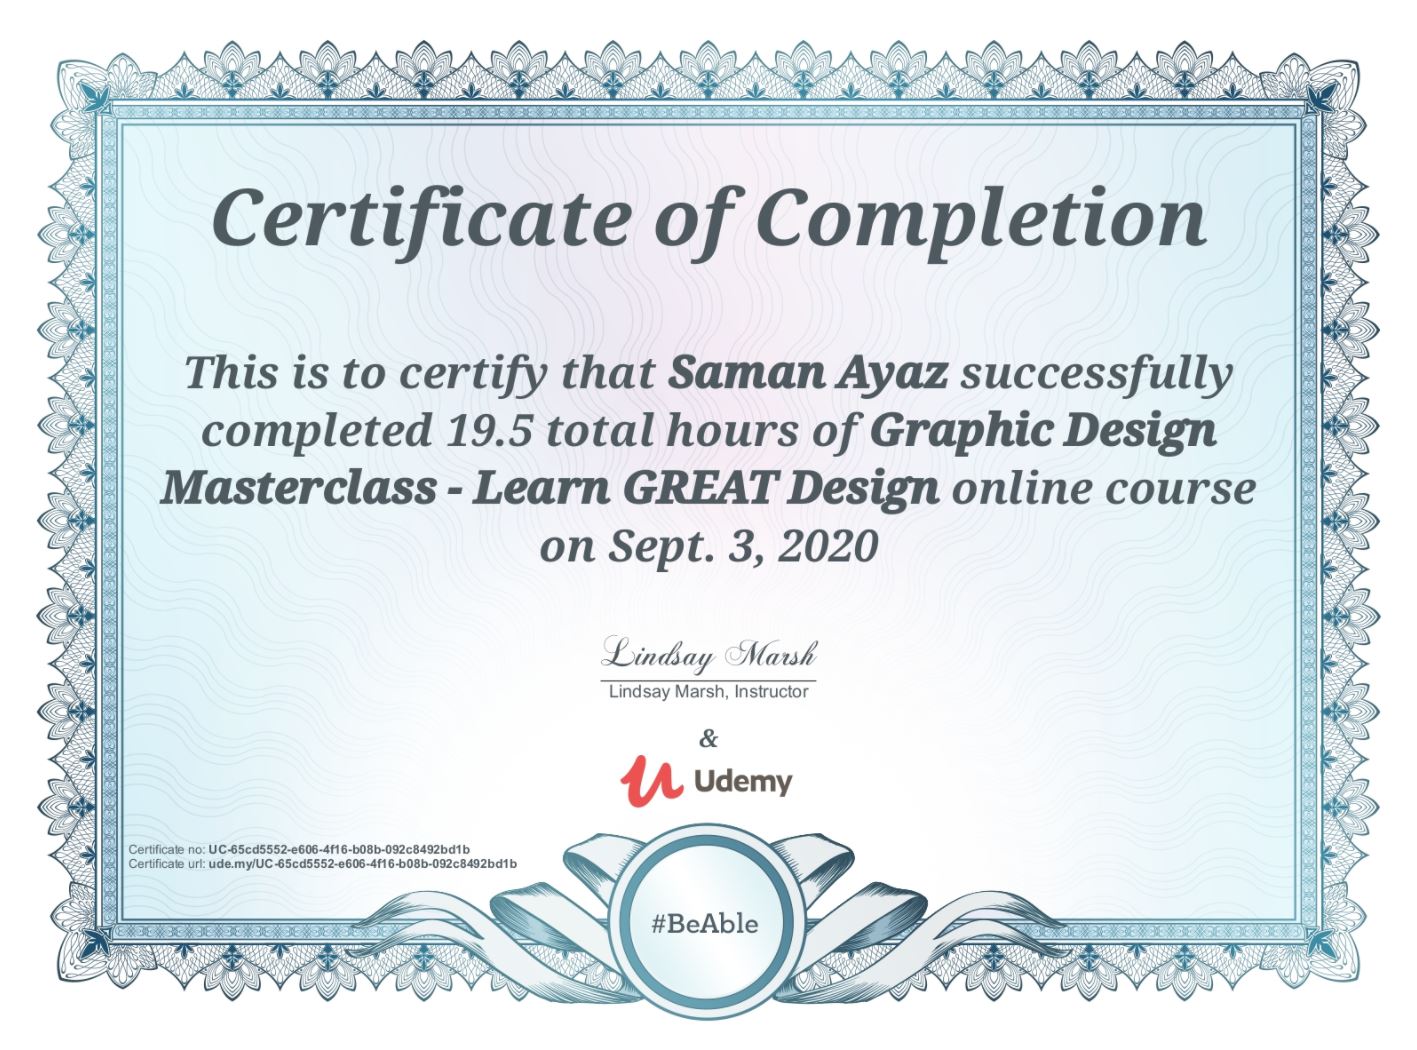 Certificate of Completion
This is to certify that Saman Ayaz successfully
completed 19.5 total hours of Graphic Design
Masterclass - Learn GREAT Design online course
on Sept. 3, 2020
Lindsay Marsh
Lindsay Marsh, Instructor
&
Udemy
Certificate no: UC-65cd5552-e606-4f16-b08b-092c8492bd1b
Certificate url: ude.my/UC-65cd5552-e606-4f16-b08b-092c8492bd1b
#BeAble